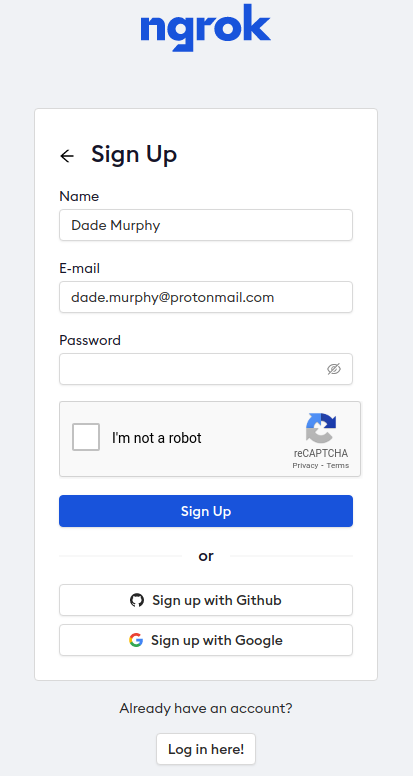 ngrok
← Sign Up
Name
Dade Murphy
E-mail
dade.murphy@protonmail.com
Password
I'm not a robot
reCAPTCHA
Privacy - Terms
Sign Up
or
Sign up with Github
Sign up with Google
Already have an account?
Log in here!